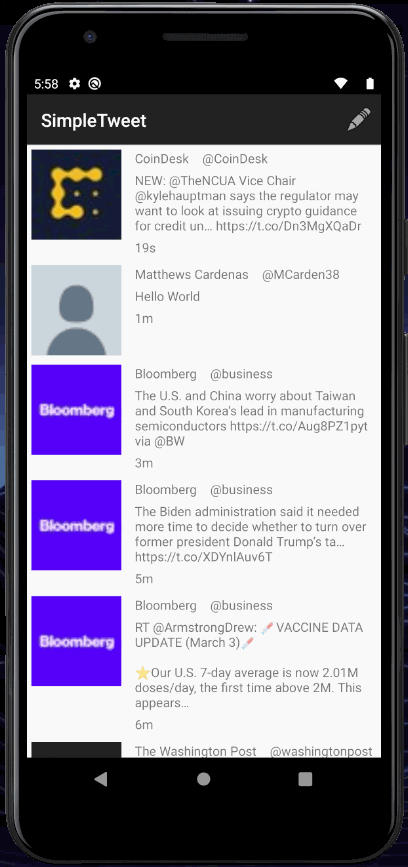 5:58
SimpleTweet
CoinDesk @CoinDesk
NEW: @TheNCUA Vice Chair
@kylehauptman says the regulator may
want to look at issuing crypto guidance
for credit un… https://t.co/Dn3MgXQaDr
19s
Matthews Cardenas @MCarden38
Hello World
1m
Bloomberg
Bloomberg @business
The U.S. and China worry about Taiwan
and South Korea's lead in manufacturing
semiconductors https://t.co/Aug8PZ1pyt
via @BW
3m
Bloomberg
Bloomberg @business
The Biden administration said it needed
more time to decide whether to turn over
former president Donald Trump's ta…
https://t.co/XDYnlAuv6T
5m
Bloomberg
Bloomberg @business
RT @ArmstrongDrew: 💉VACCINE DATA
UPDATE (March 3)💉
⭐Our U.S. 7-day average is now 2.01M
doses/day, the first time above 2M. This
appears…
6m
The Washington Post @washingtonpost